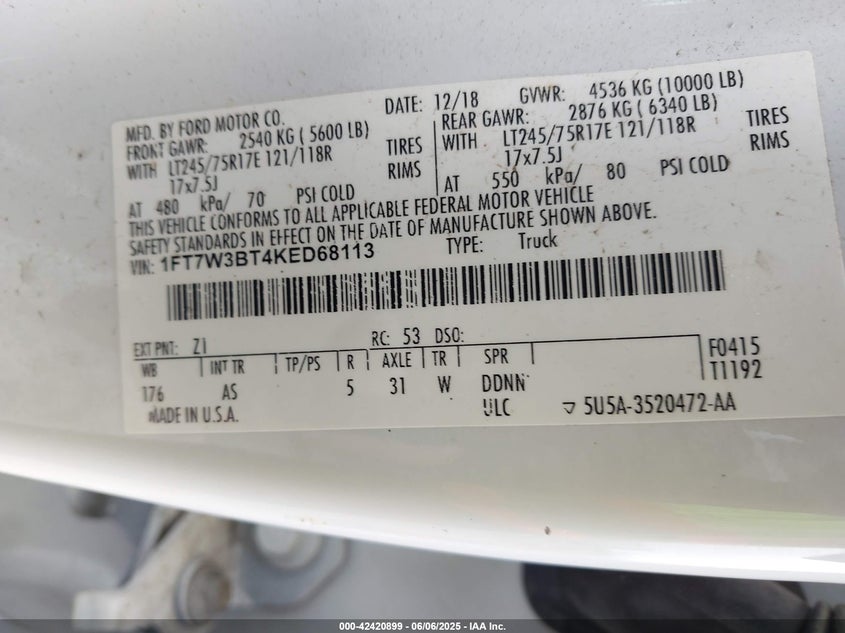 MFD. BY FORD MOTOR CO.
DATE: 12/18
GVWR: 4536 KG (10000 LB)
FRONT GAWR: 2540 KG ( 5600 LB)
REAR GAWR: 2876 KG ( 6340 LB)
WITH LT245/75R17E 121/118R TIRES
WITH LT245/75R17E 121/118R TIRES
17x7.5J RIMS
17x7.5J RIMS
AT 480 kPa/ 70 PSI COLD
AT 550 kPa/ 80 PSI COLD
THIS VEHICLE CONFORMS TO ALL APPLICABLE FEDERAL MOTOR VEHICLE
SAFETY STANDARDS IN EFFECT ON THE DATE OF MANUFACTURE SHOWN ABOVE.
VIN: 1FT7W3BT4KED68113
TYPE: Truck
EXT PNT: Z1
RC: 53 DSO:
WB INT TR TP/PS R AXLE TR SPR
F0415
176 AS 5 31 W DDNN
T1192
MADE IN U.S.A.
ULC
5U5A-3520472-AA
000-42420899 - 06/06/2025 - IAA Inc.